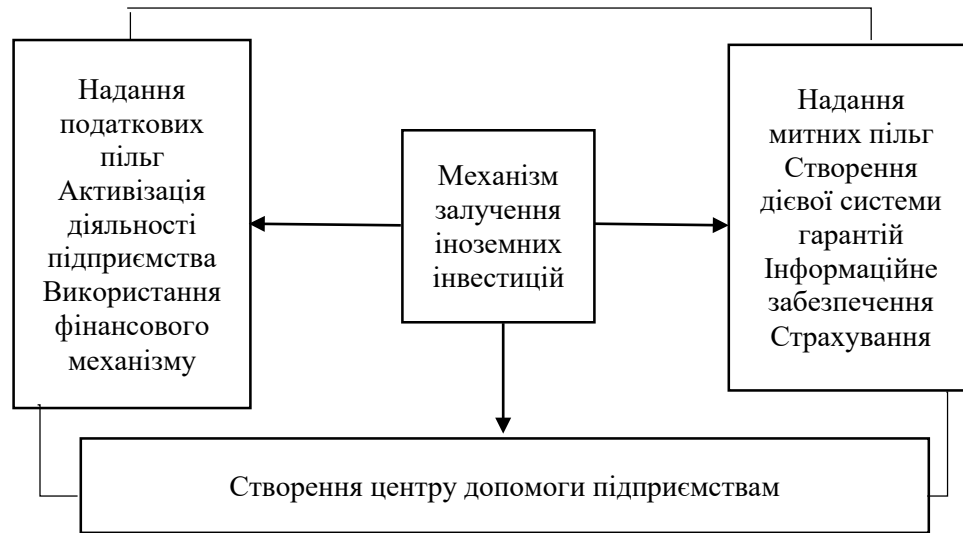 Надання
податкових
пільг
Активізація
діяльності
підприємства
Використання
фінансового
механізму
Механізм
залучення
іноземних
інвестицій
Надання
митних пільг
Створення
дієвої системи
гарантій
Інформаційне
забезпечення
Страхування
Створення центру допомоги підприємствам